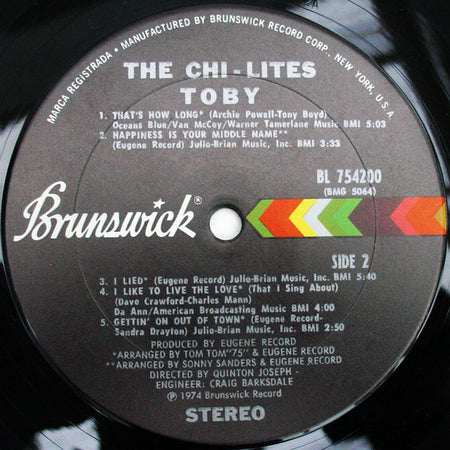 MARCA REGISTRADA · MANUFACTURED BY BRUNSWICK RECORD CORP., NEW YORK, U.S.A.
THE CHI-LITES
TOBY
1. THAT'S HOW LONG* (Archie Powell-Tony Boyd)
Oceans Blue/Van McCoy/Warner Tamerlane Music BMI 5:03
2. HAPPINESS IS YOUR MIDDLE NAME**
(Eugene Record) Julio-Brian Music, Inc. BMI 3:33
BL 754200
(BMG 5064)
Brunswick®
SIDE 2
3. I LIED* (Eugene Record) Julio-Brian Music, Inc. BMI 5:40
4. I LIKE TO LIVE THE LOVE* (That I Sing About)
(Dave Crawford-Charles Mann)
Da Ann/American Broadcasting Music BMI 4:00
5. GETTIN' ON OUT OF TOWN* (Eugene Record-
Sandra Drayton) Julio-Brian Music BMI 2:50
PRODUCED BY EUGENE RECORD
*ARRANGED BY TOM TOM"75" & EUGENE RECORD
**ARRANGED BY SONNY SANDERS & EUGENE RECORD
DIRECTED BY QUINTON JOSEPH
ENGINEER: CRAIG BARKSDALE
℗ 1974 Brunswick Record
STEREO